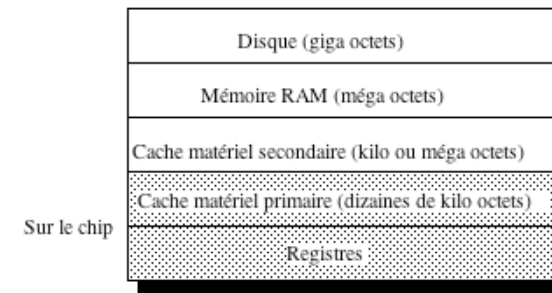 Disque (giga octets)
Mémoire RAM (méga octets)
Cache matériel secondaire (kilo ou méga octets)
Cache matériel primaire (dizaines de kilo octets)
Sur le chip
Registres